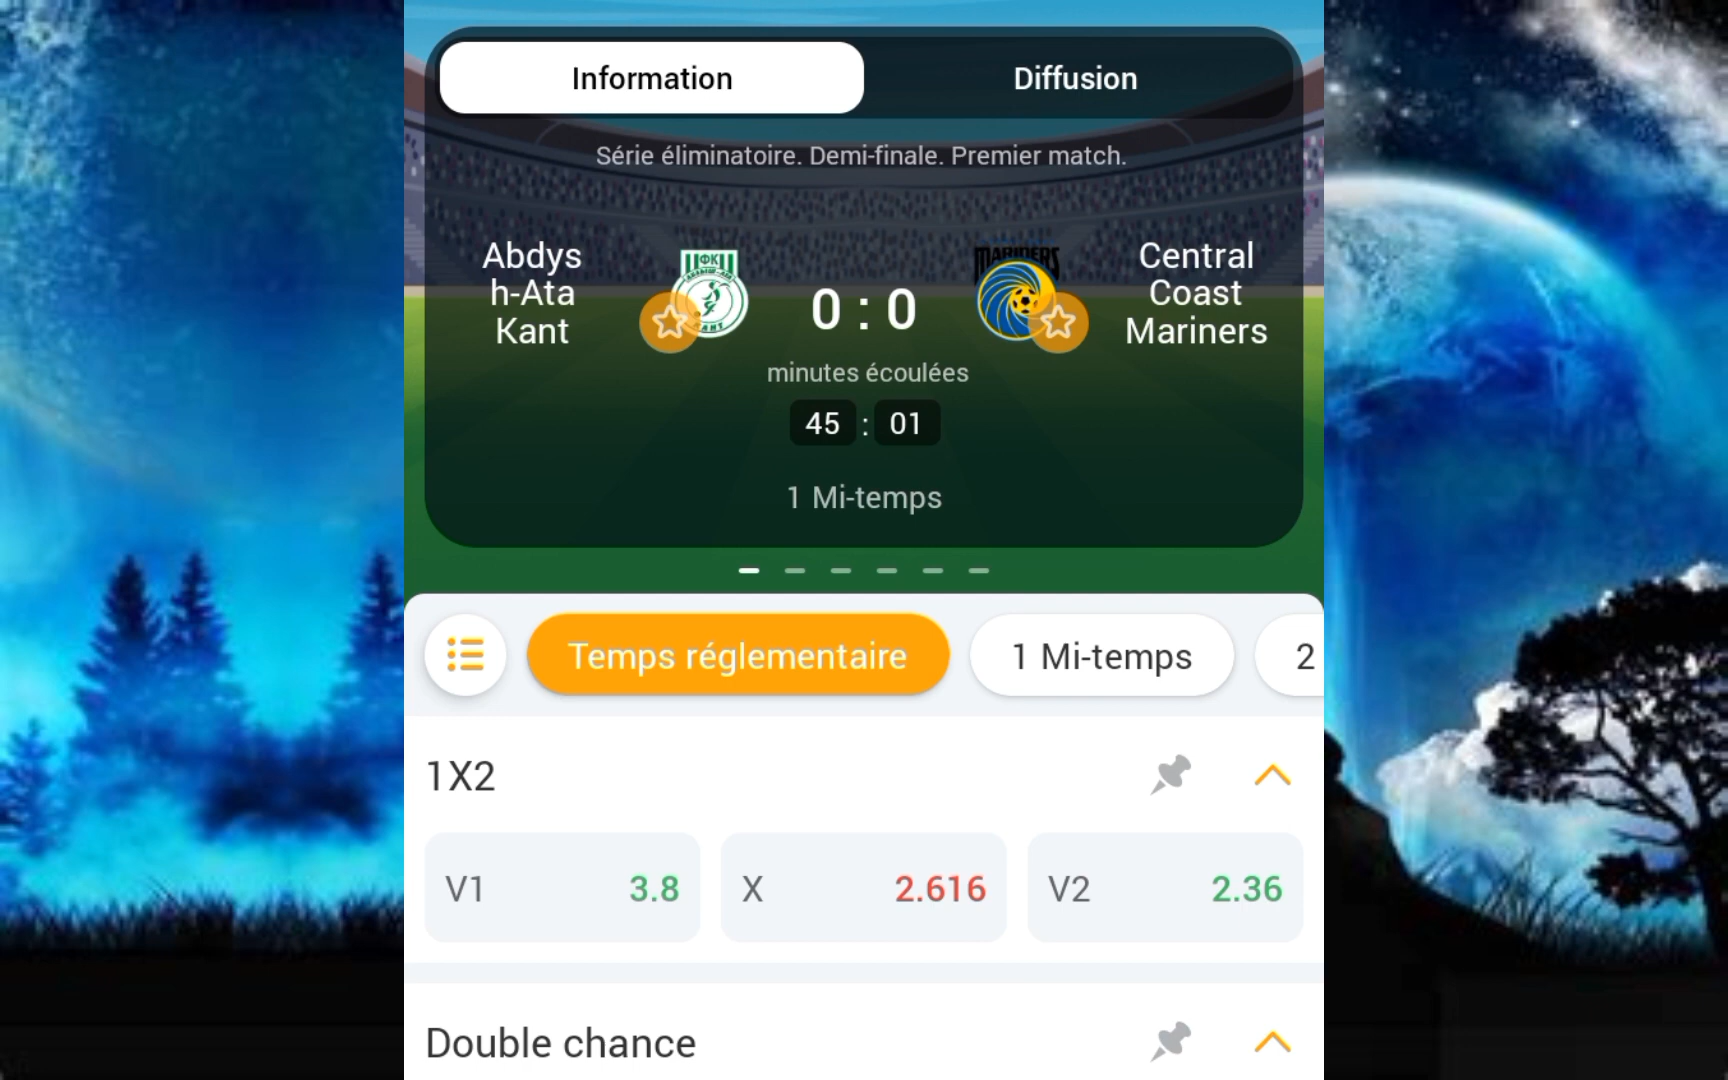 Information
Diffusion
Série éliminatoire. Demi-finale. Premier match.
Abdys
h-Ata
Kant
0 : 0
MARINERS
Central
Coast
Mariners
minutes écoulées
45 : 01
1 Mi-temps
Temps réglementaire
1 Mi-temps
2
1X2
V1 3.8
X 2.616
V2 2.36
Double chance